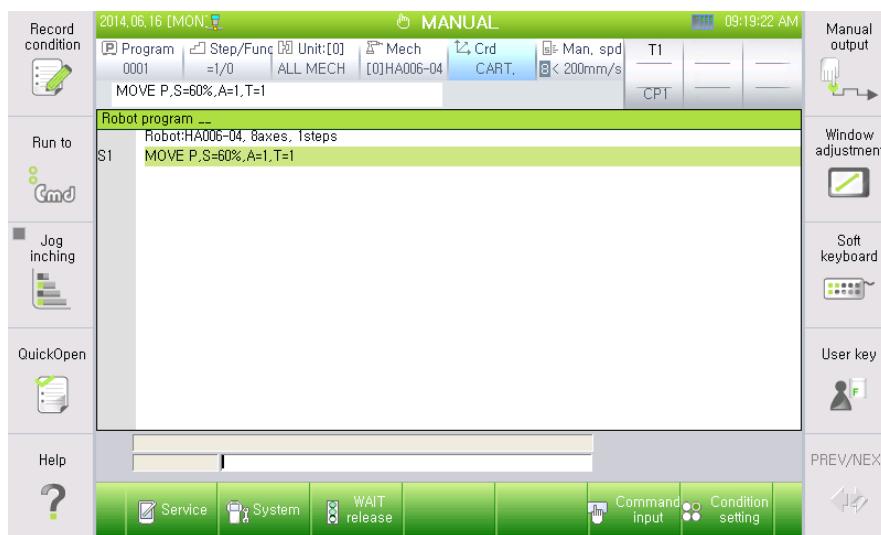 2014,06,16 [MON] MANUAL 09:19:22 AM
Record condition
Run to
Cmd
Jog inching
QuickOpen
Help
P Program Step/Func Unit:[0] Mech Crd Man, spd T1
0001 =1/0 ALL MECH [0]HA006-04 CART, 8 < 200mm/s
MOVE P,S=60%,A=1,T=1
CP1
Robot program __
Robot:HA006-04, 8axes, 1steps
S1 MOVE P,S=60%,A=1,T=1
Service System WAIT release Command input Condition setting
Manual output
Window adjustmen
Soft keyboard
User key
F
PREV/NEX